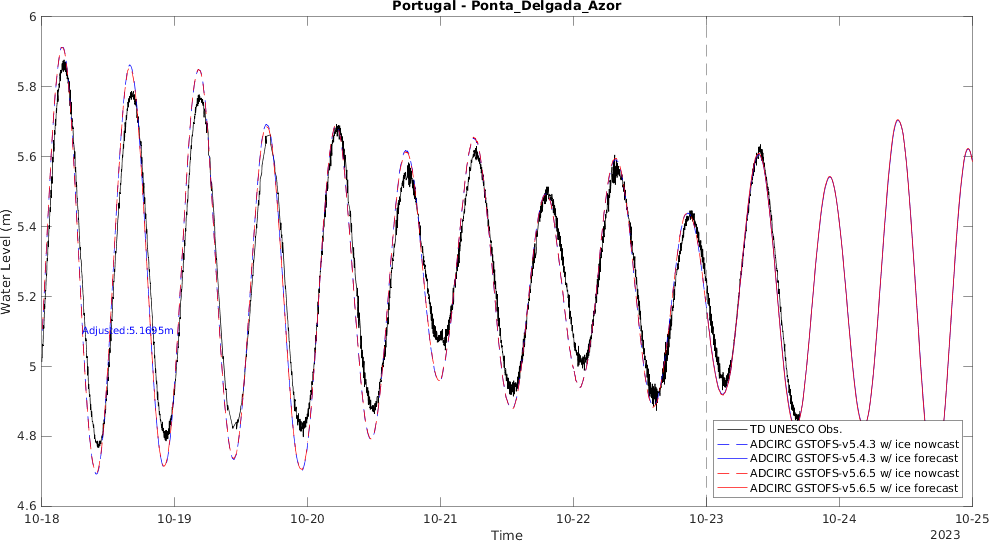 Portugal - Ponta_Delgada_Azor
6
5.8
5.6
5.4
5.2
5
4.8
4.6
Water Level (m)
Adjusted:5.1695m
TD UNESCO Obs.
ADCIRC GSTOFS-v5.4.3 w/ ice nowcast
ADCIRC GSTOFS-v5.4.3 w/ ice forecast
ADCIRC GSTOFS-v5.6.5 w/ ice nowcast
ADCIRC GSTOFS-v5.6.5 w/ ice forecast
10-18 10-19 10-20 10-21 10-22 10-23 10-24 10-25
Time
2023